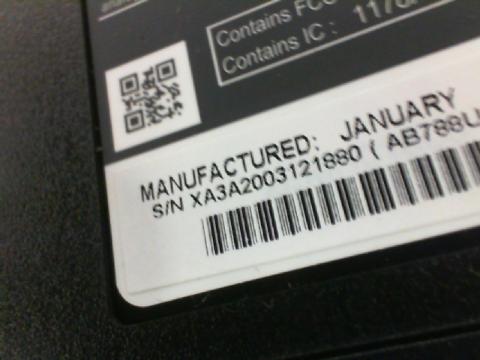 Contains FCC
Contains IC :
MANUFACTURED: JANUARY
S/N XA3A2003121880 ( AB788U